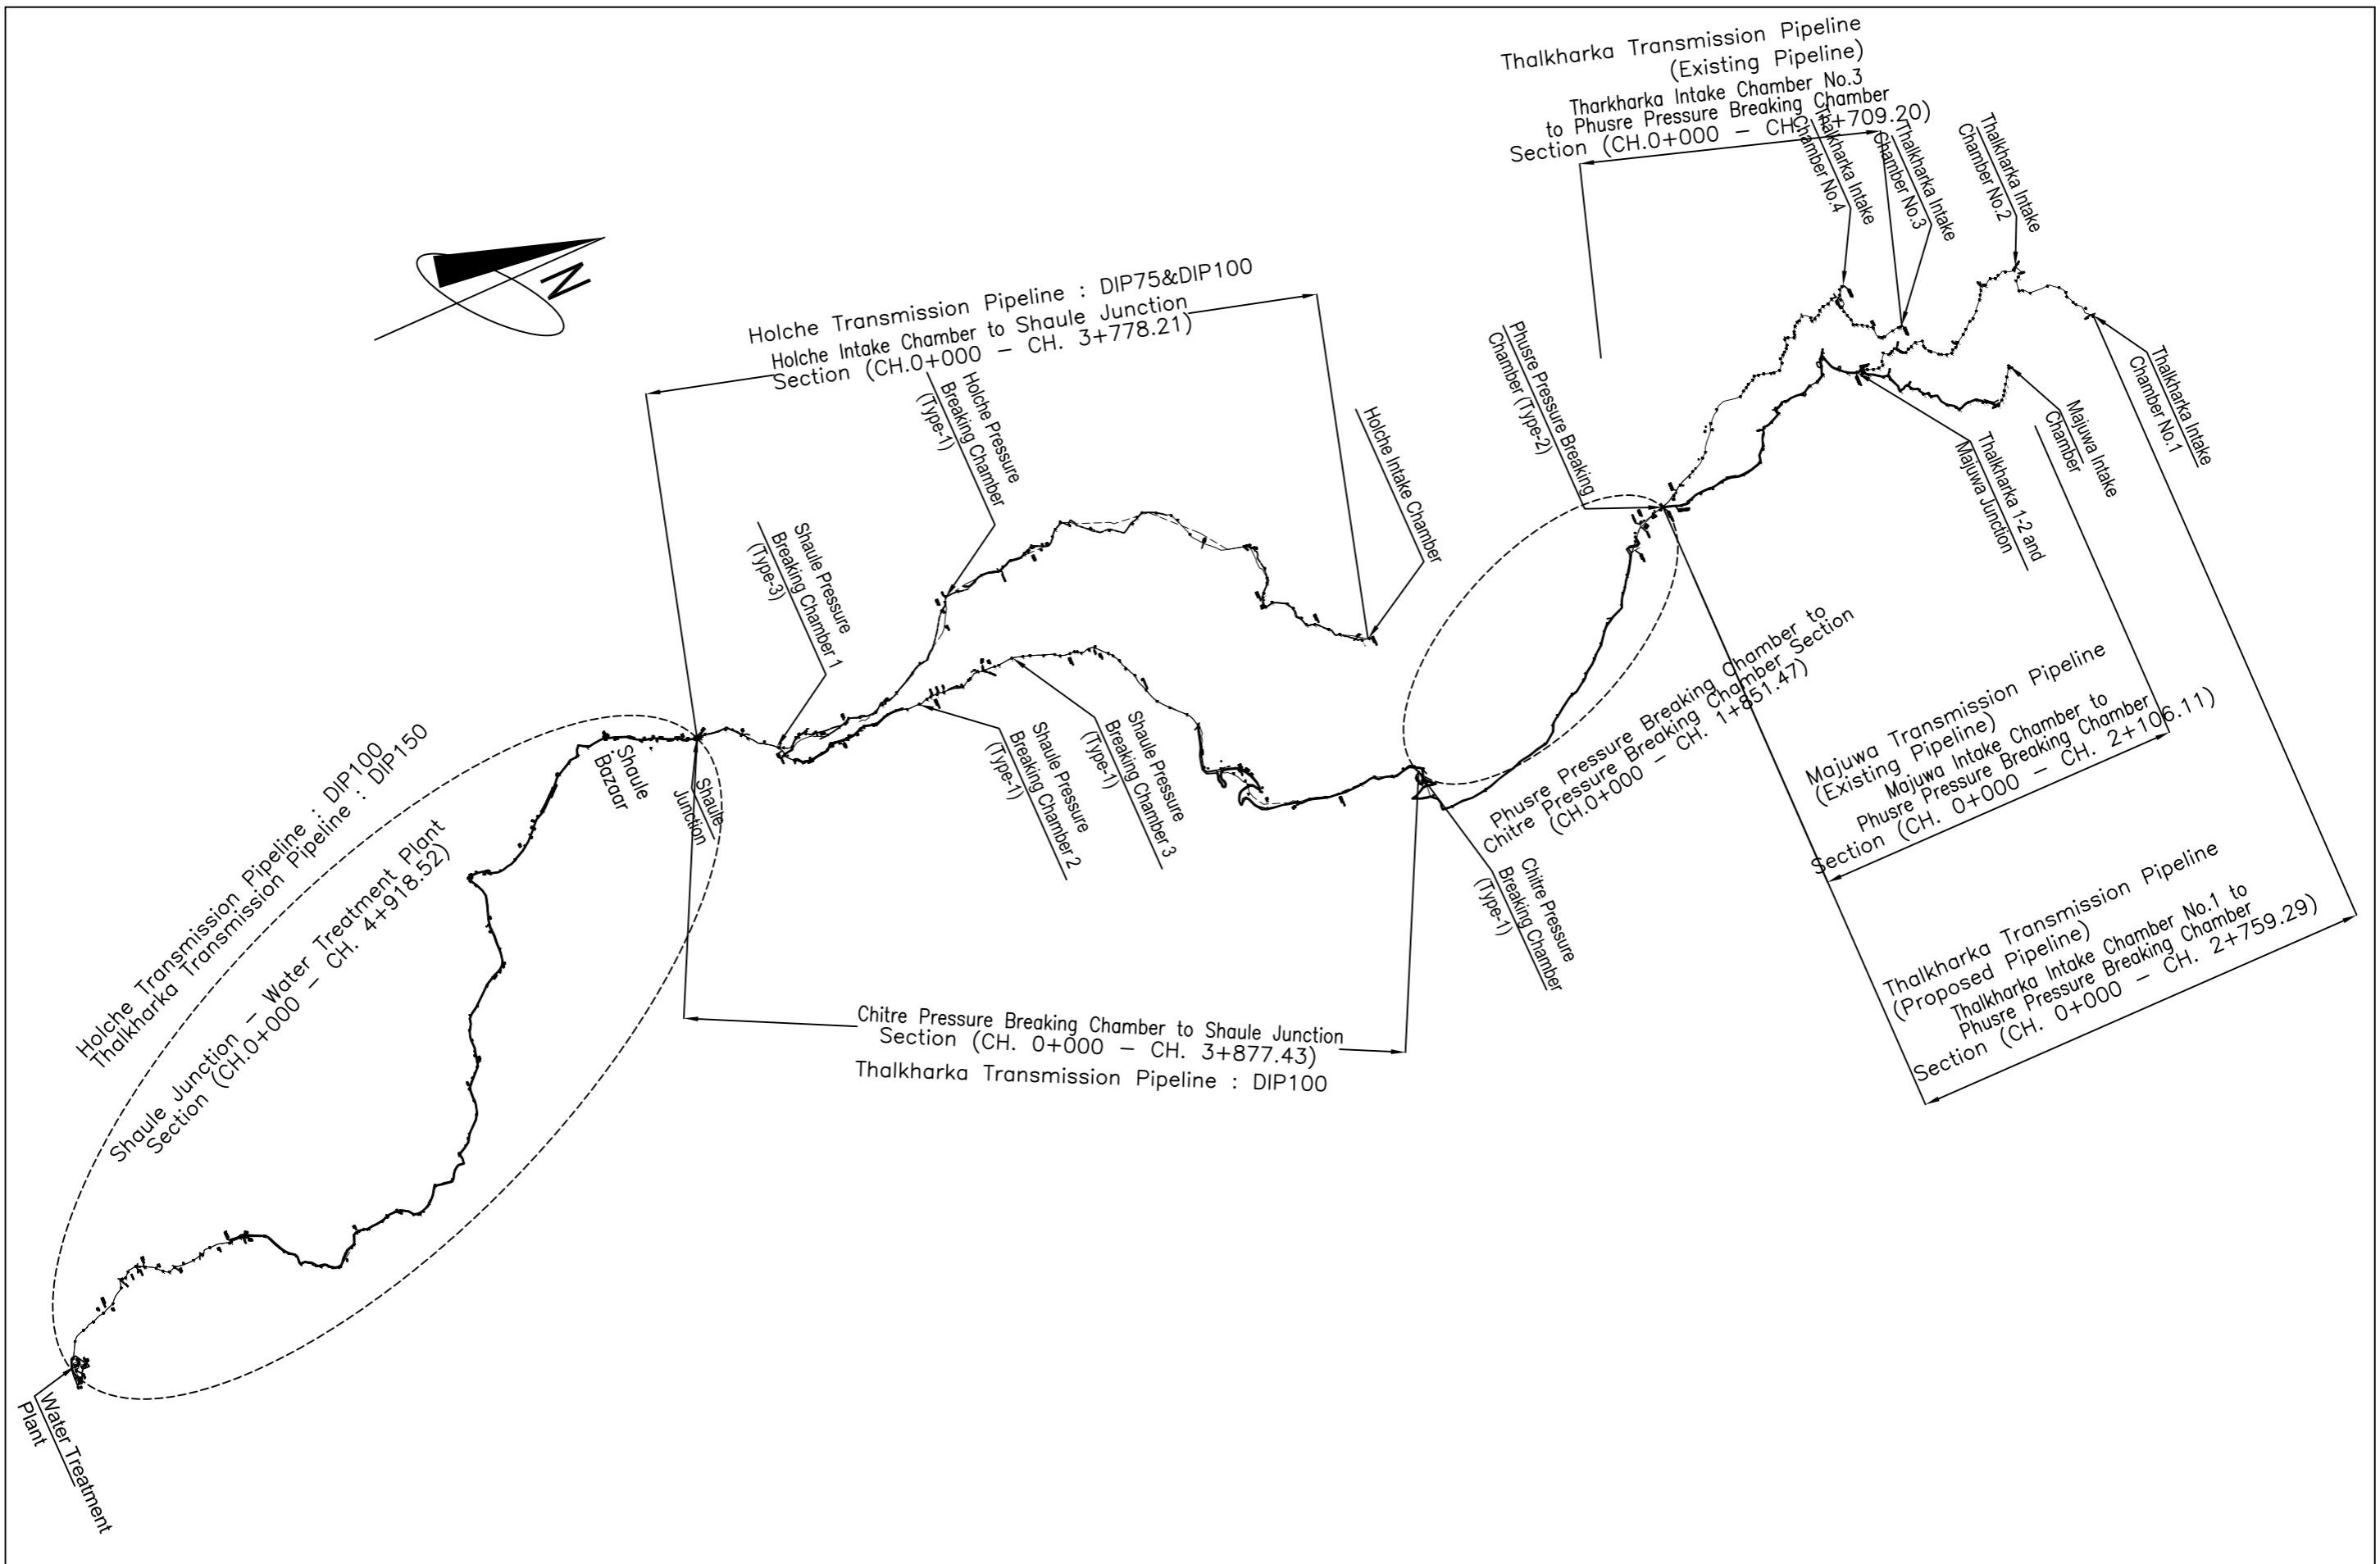 Thalkharka Transmission Pipeline
(Existing Pipeline)
Tharkharka Intake Chamber No.3
to Phusre Pressure Breaking Chamber
Section (CH.0+000 - CH. +709.20)
Thalkharka Intake
Chamber No.4
Thalkharka Intake
Chamber No.3
Thalkharka Intake
Chamber No.2
Thalkharka Intake
Chamber No.1
Majuwa Intake
Chamber
Thalkharka 1-2 and
Majuwa Junction
N
Holche Transmission Pipeline : DIP75&DIP100
Holche Intake Chamber to Shaule Junction
Section (CH.0+000 - CH. 3+778.21)
Holche Pressure
Breaking Chamber
(Type-1)
Shaule Pressure
Breaking Chamber 1
(Type-3)
Holche Intake Chamber
Phusre Pressure Breaking
Chamber (Type-2)
Phusre Pressure Breaking Chamber to
Chitre Pressure Breaking Chamber Section
(CH.0+000 - CH. 1+851.47)
Majuwa Transmission Pipeline
(Existing Pipeline)
Majuwa Intake Chamber to
Phusre Pressure Breaking Chamber
Section (CH. 0+000 - CH. 2+106.11)
Thalkharka Transmission Pipeline
(Proposed Pipeline)
Thalkharka Intake Chamber No.1 to
Phusre Pressure Breaking Chamber
Section (CH. 0+000 - CH. 2+759.29)
Shaule Pressure
Breaking Chamber 2
(Type-1)
Shaule Pressure
Breaking Chamber 3
(Type-1)
Chitre Pressure
Breaking Chamber
(Type-1)
Shaule
Bazaar
Shaule
Junction
Holche Transmission Pipeline : DIP100
Thalkharka Transmission Pipeline : DIP150
Shaule Junction - Water Treatment Plant
Section (CH.0+000 - CH. 4+918.52)
Chitre Pressure Breaking Chamber to Shaule Junction
Section (CH. 0+000 - CH. 3+877.43)
Thalkharka Transmission Pipeline : DIP100
Water Treatment
Plant